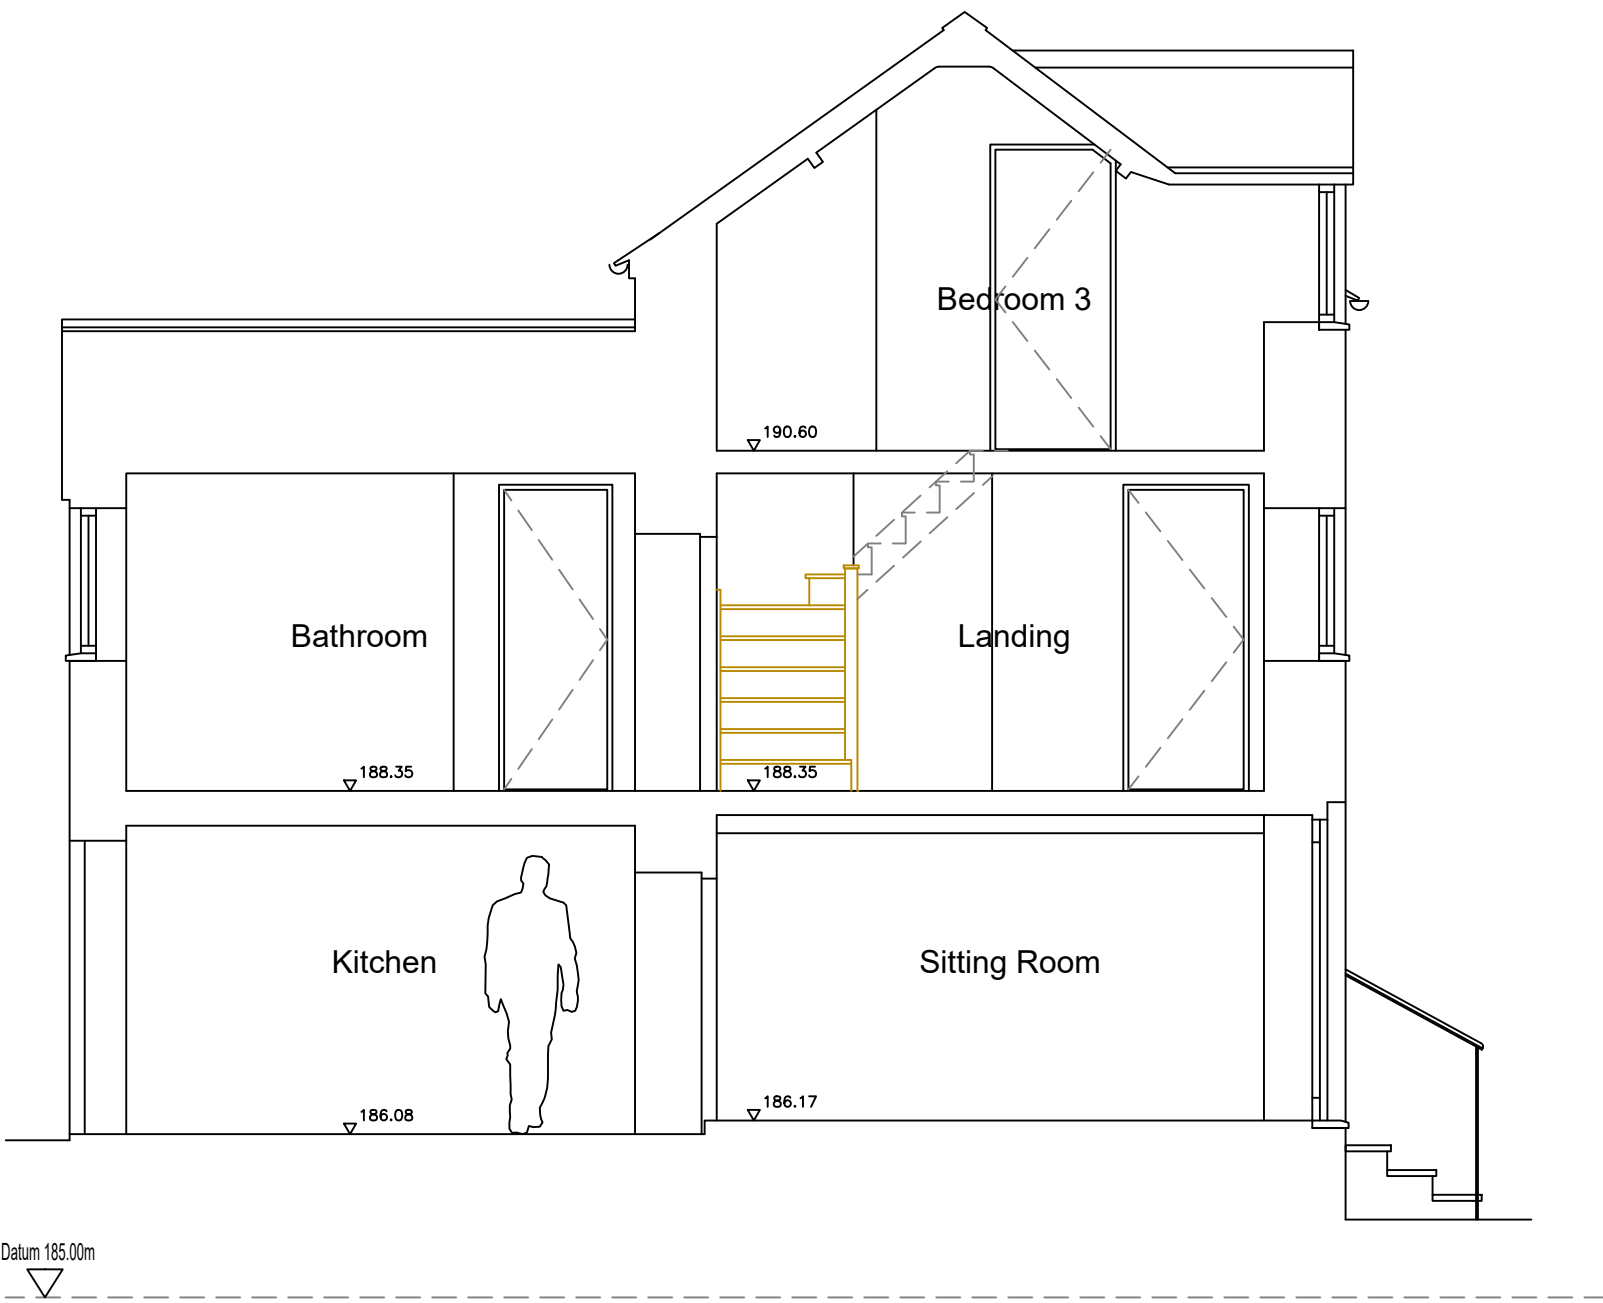 Bedroom 3
190.60
Bathroom
Landing
188.35
188.35
Kitchen
Sitting Room
186.08
186.17
Datum 185.00m